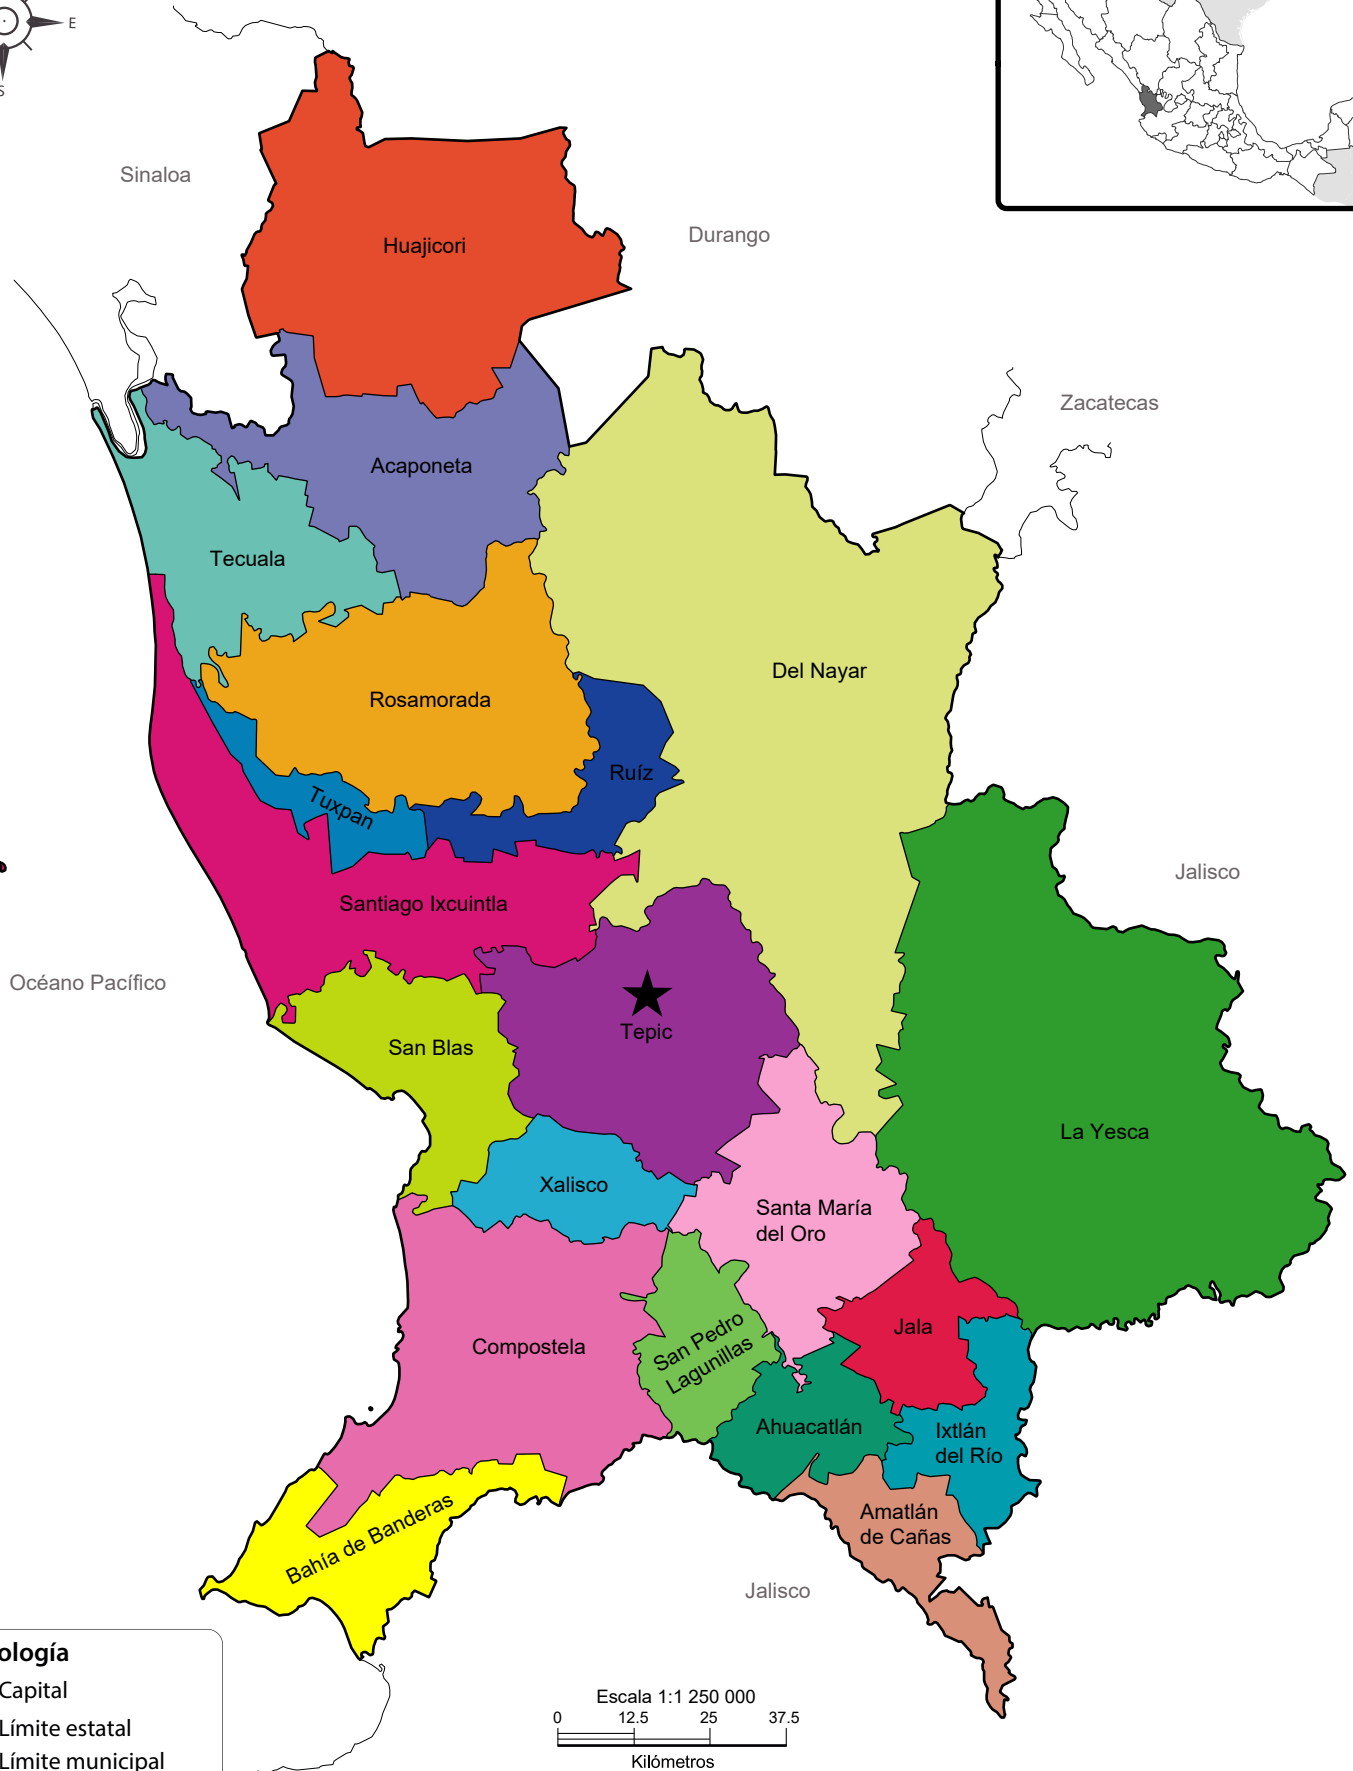 E
S
Sinaloa
Durango
Huajicori
Zacatecas
Acaponeta
Tecuala
Del Nayar
Rosamorada
Ruíz
Tuxpan
Jalisco
Santiago Ixcuintla
Océano Pacífico
Tepic
San Blas
La Yesca
Xalisco
Santa María
del Oro
Jala
Compostela
San Pedro
Lagunillas
Ahuacatlán
Ixtlán
del Río
Amatlán
de Cañas
Bahía de Banderas
Jalisco
ología
Capital
Límite estatal
Límite municipal
Escala 1:1 250 000
0 12.5 25 37.5
Kilómetros